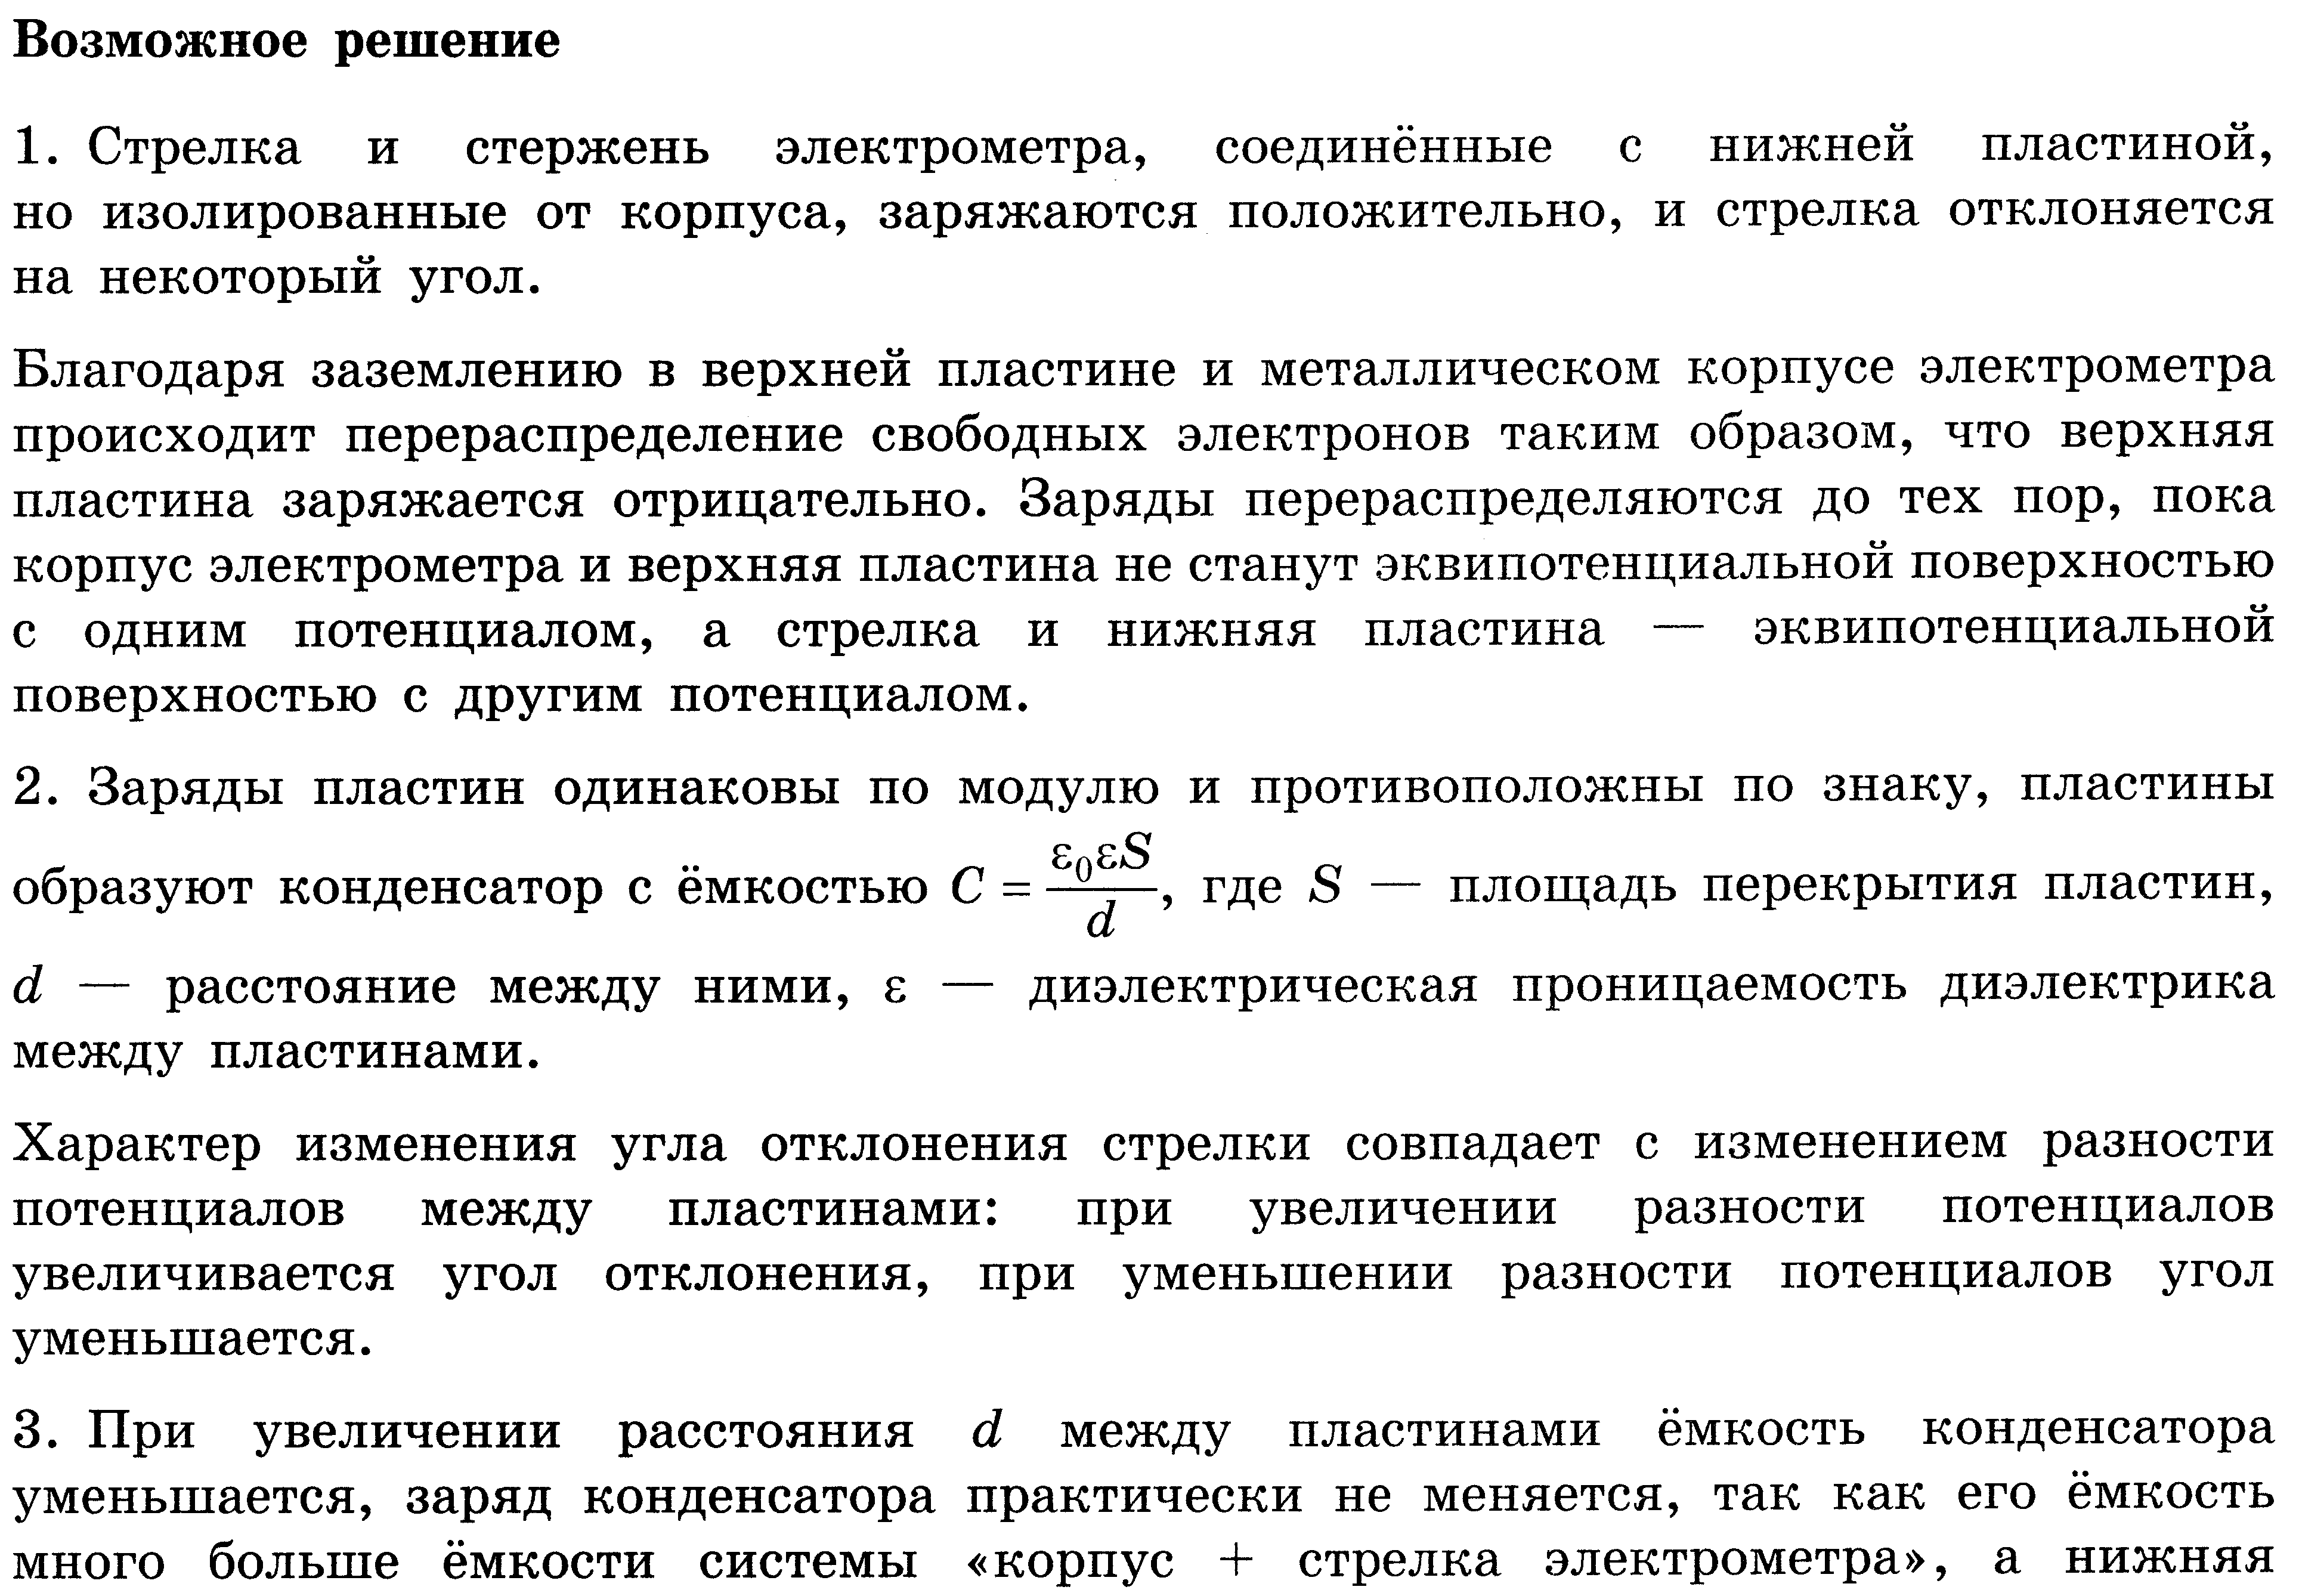 Возможное решение
1. Стрелка и стержень электрометра, соединённые с нижней пластиной,
но изолированные от корпуса, заряжаются положительно, и стрелка отклоняется
на некоторый угол.
Благодаря заземлению в верхней пластине и металлическом корпусе электрометра
происходит перераспределение свободных электронов таким образом, что верхняя
пластина заряжается отрицательно. Заряды перераспределяются до тех пор, пока
корпус электрометра и верхняя пластина не станут эквипотенциальной поверхностью
с одним потенциалом, а стрелка и нижняя пластина — эквипотенциальной
поверхностью с другим потенциалом.
2. Заряды пластин одинаковы по модулю и противоположны по знаку, пластины
образуют конденсатор с ёмкостью C = ε₀εS/d, где S — площадь перекрытия пластин,
d — расстояние между ними, ε — диэлектрическая проницаемость диэлектрика
между пластинами.
Характер изменения угла отклонения стрелки совпадает с изменением разности
потенциалов между пластинами: при увеличении разности потенциалов
увеличивается угол отклонения, при уменьшении разности потенциалов угол
уменьшается.
3. При увеличении расстояния d между пластинами ёмкость конденсатора
уменьшается, заряд конденсатора практически не меняется, так как его ёмкость
много больше ёмкости системы «корпус + стрелка электрометра», а нижняя